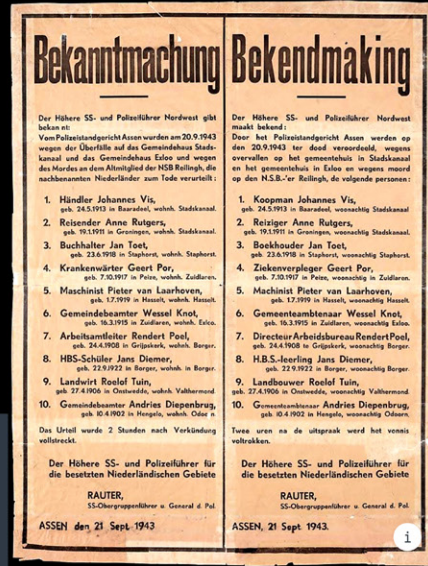 Bekanntmachung
Der Höhere SS- und Polizeiführer Nordwest gibt
bekannt:
Vom Polizeistandgericht Assen wurden am 20.9.1943
wegen der Überfälle auf das Gemeindehaus Stads-
kanaal und das Gemeindehaus Exloo und wegen
des Mordes an dem Altmitglied der NSB Reilingh, die
nachbenannten Niederländer zum Tode verurteilt:
1. Händler Johannes Vis,
geb. 24.5.1913 in Baaradeel, wohnh. Stadskanaal.
2. Reisender Anne Rutgers,
geb. 19.1.1911 in Groningen, wohnh. Stadskanaal.
3. Buchhalter Jan Toet,
geb. 23.6.1918 in Staphorst, wohnh. Staphorst.
4. Krankenwärter Geert Por,
geb. 7.10.1917 in Peize, wohnh. Zuidlaren.
5. Maschinist Pieter van Laarhoven,
geb. 1.7.1919 in Hasselt, wohnh. Hasselt.
6. Gemeindebeamter Wessel Knot,
geb. 16.3.1915 in Zuidlaren, wohnh. Exloo.
7. Arbeitsamtleiter Rendert Poel,
geb. 24.4.1908 in Grijpskerk, wohnh. Borger.
8. HBS-Schüler Jans Diemer,
geb. 22.9.1922 in Borger, wohnh. in Borger.
9. Landwirt Roelof Tuin,
geb. 27.4.1906 in Onstwedde, wohnh. Valthermond.
10. Gemeindebeamter Andries Diepenbrug,
geb. 10.4.1902 in Hengelo, wohnh. Odoorn.
Das Urteil wurde 2 Stunden nach Verkündung
vollstreckt.
Der Höhere SS- und Polizeiführer für
die besetzten Niederländischen Gebiete
RAUTER,
SS-Obergruppenführer u. General d. Pol.
ASSEN den 21 Sept. 1943
Bekendmaking
Der Höhere SS- und Polizeiführer Nordwest
maakt bekend:
Door het Polizeistandgericht Assen werden op
den 20.9.1943 ter dood veroordeeld, wegens
overvallen op het gemeentehuis in Stadskanaal
en het gemeentehuis in Exloo en wegens moord
op den N.S.B.-'er Reilingh, de volgende personen:
1. Koopman Johannes Vis,
geb. 24.5.1913 in Baaradeel, woonachtig Stadskanaal.
2. Reiziger Anne Rutgers,
geb. 19.1.1911 in Groningen, woonachtig Stadskanaal.
3. Boekhouder Jan Toet,
geb. 23.6.1918 in Staphorst, woonachtig Staphorst.
4. Ziekenverpleger Geert Por,
geb. 7.10.1917 in Peize, woonachtig in Zuidlaren.
5. Machinist Pieter van Laarhoven,
geb. 1.7.1919 in Hasselt, woonachtig Hasselt.
6. Gemeenteambtenaar Wessel Knot,
geb. 16.3.1915 in Zuidlaren, woonachtig Exloo.
7. Directeur Arbeidsbureau Rendert Poel,
geb. 24.4.1908 te Grijpskerk, woonachtig Borger.
8. H.B.S.-leerling Jans Diemer,
geb. 22.9.1922 in Borger, woonachtig Borger.
9. Landbouwer Roelof Tuin,
geb. 27.4.1906 in Onstwedde, woonachtig Valthermond.
10. Gemeenteambtenaar Andries Diepenbrug,
geb. 10.4.1902 in Hengelo, woonachtig Odoorn.
Twee uren na de uitspraak werd het vonnis
voltrokken.
Der Höhere SS- und Polizeiführer für
die besetzten Niederländischen Gebiete
RAUTER,
SS-Obergruppenführer u. General d. Pol.
ASSEN, 21 Sept. 1943.
i